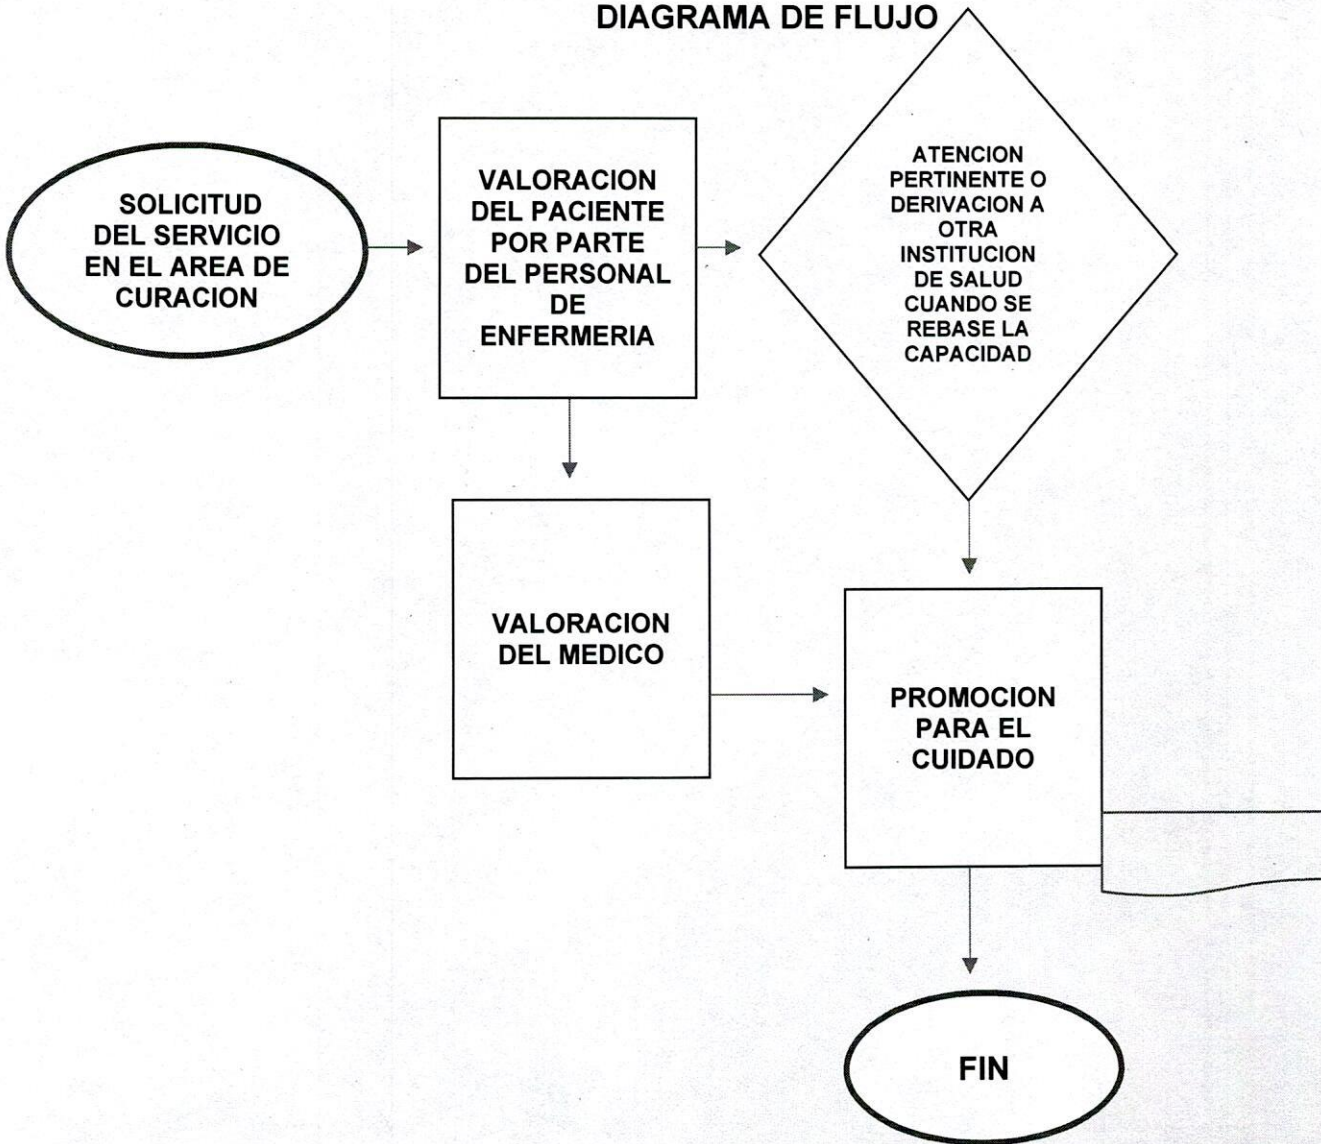 DIAGRAMA DE FLUJO
SOLICITUD
DEL SERVICIO
EN EL AREA DE
CURACION
VALORACION
DEL PACIENTE
POR PARTE
DEL PERSONAL
DE
ENFERMERIA
ATENCION
PERTINENTE O
DERIVACION A
OTRA
INSTITUCION
DE SALUD
CUANDO SE
REBASE LA
CAPACIDAD
VALORACION
DEL MEDICO
PROMOCION
PARA EL
CUIDADO
FIN